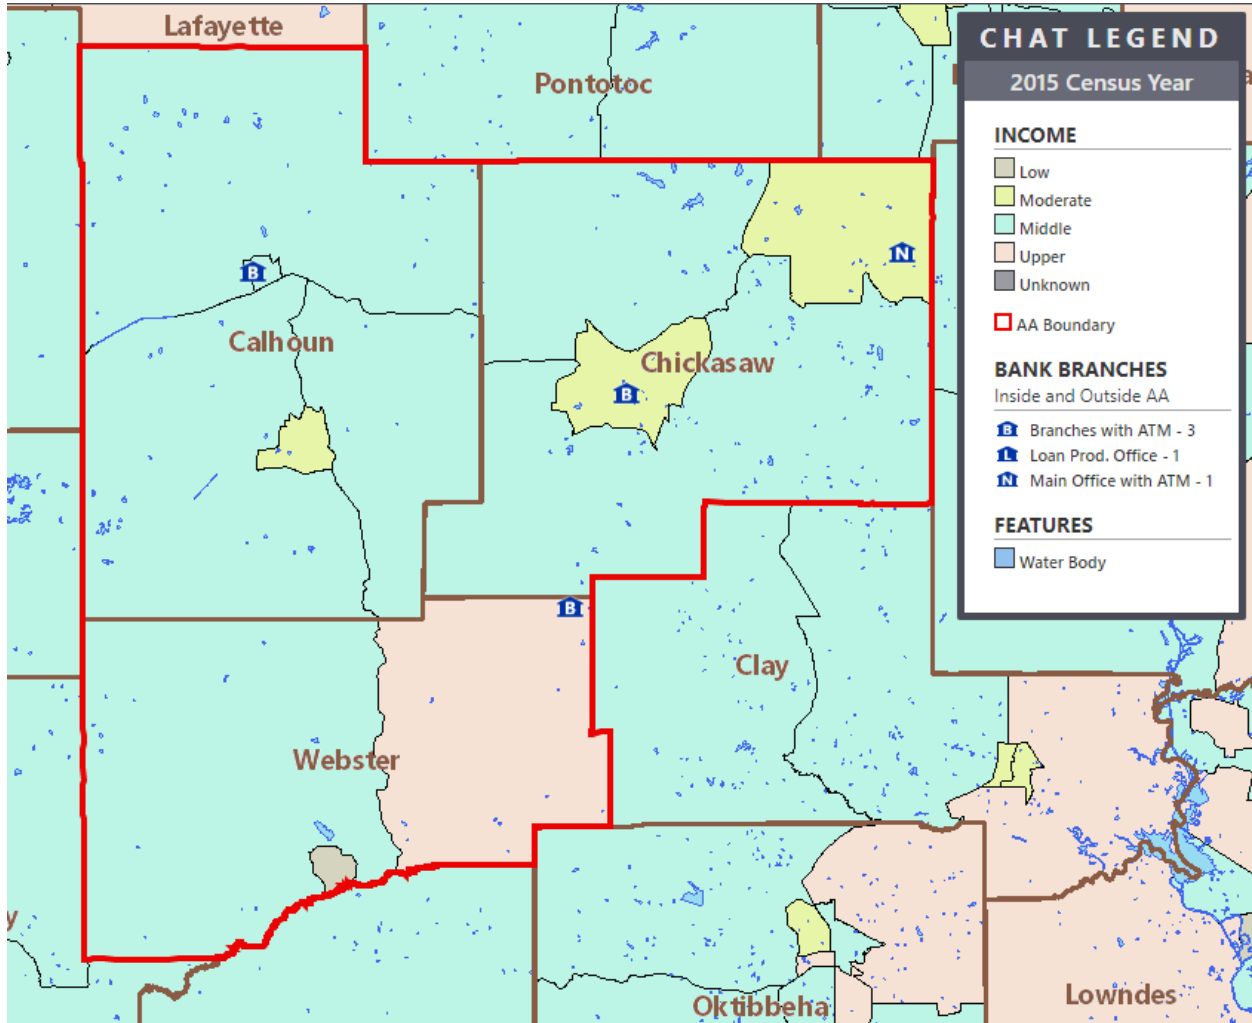 Lafayette
Pontotoc
Calhoun
Chickasaw
Clay
Webster
Oktibbeha
Lowndes
B
N
B
B
y
a
CHAT LEGEND
2015 Census Year
INCOME
Low
Moderate
Middle
Upper
Unknown
AA Boundary
BANK BRANCHES
Inside and Outside AA
B Branches with ATM - 3
L Loan Prod. Office - 1
N Main Office with ATM - 1
FEATURES
Water Body